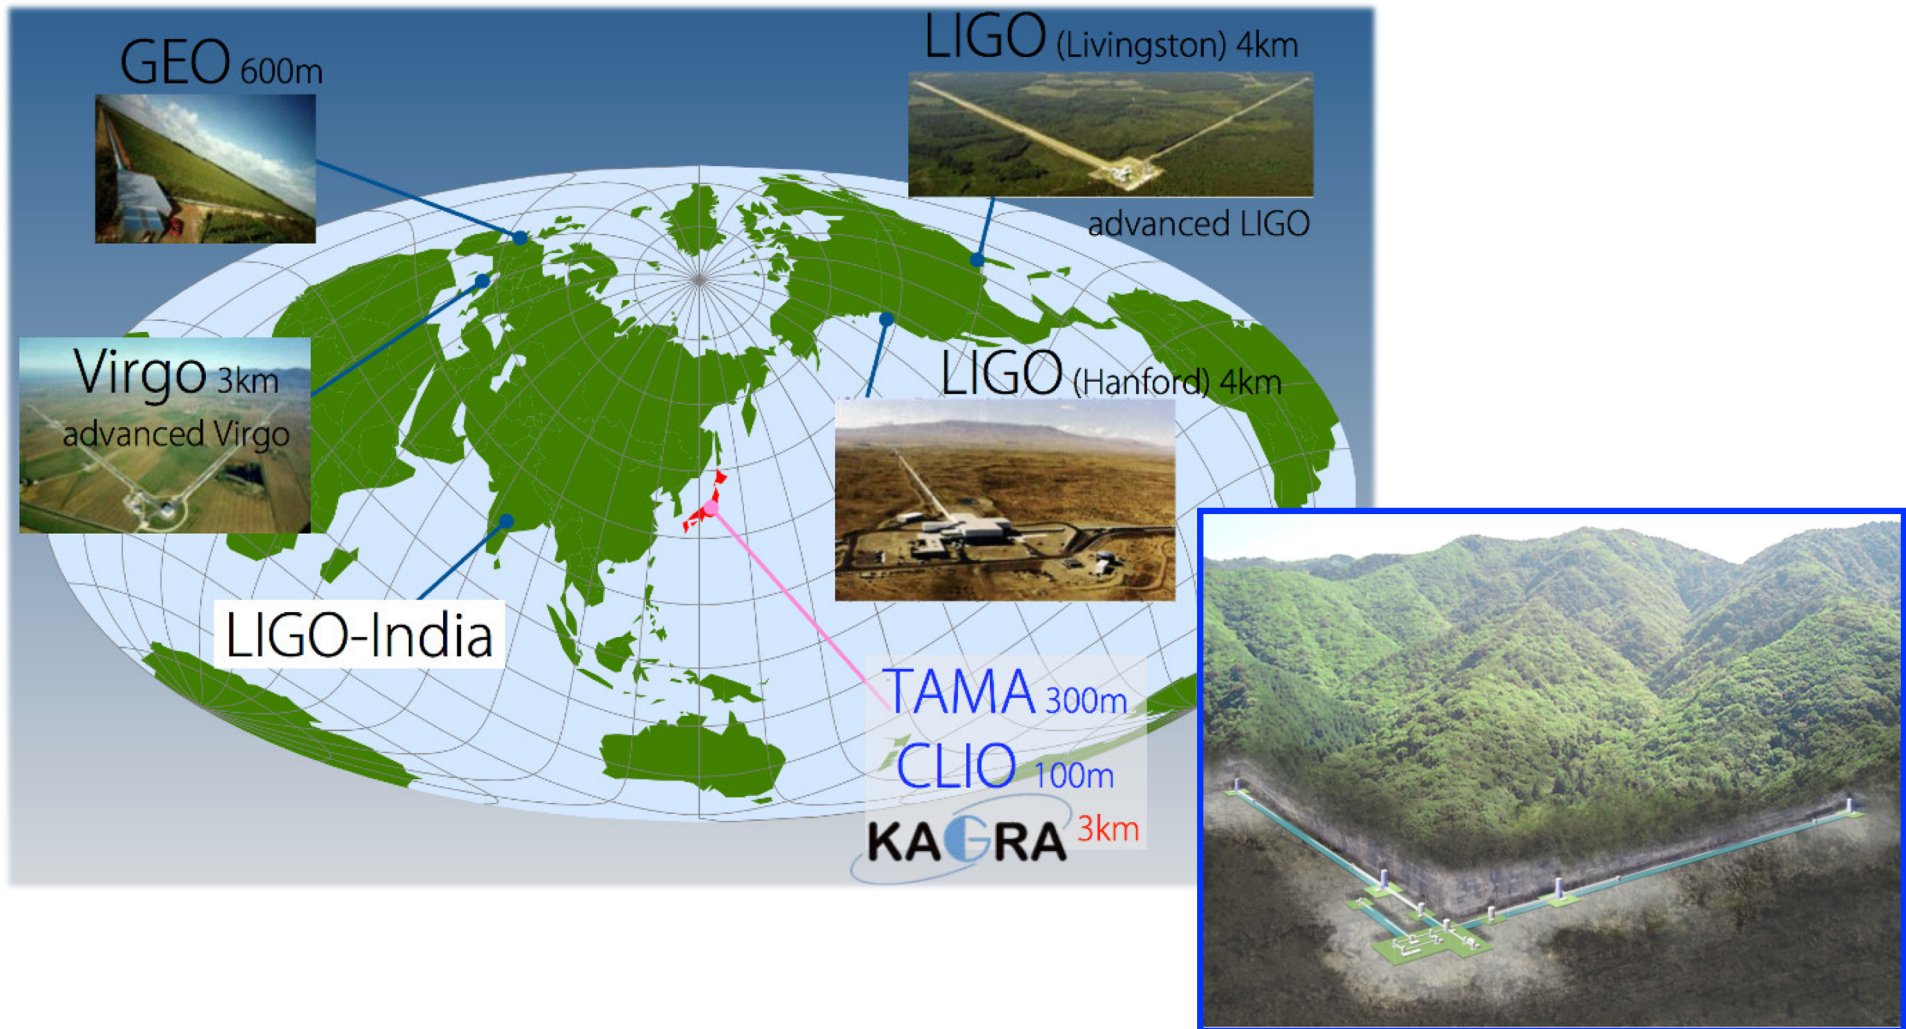 GEO 600m
LIGO (Livingston) 4km
advanced LIGO
Virgo 3km
advanced Virgo
LIGO (Hanford) 4km
LIGO-India
TAMA 300m
CLIO 100m
KAGRA 3km